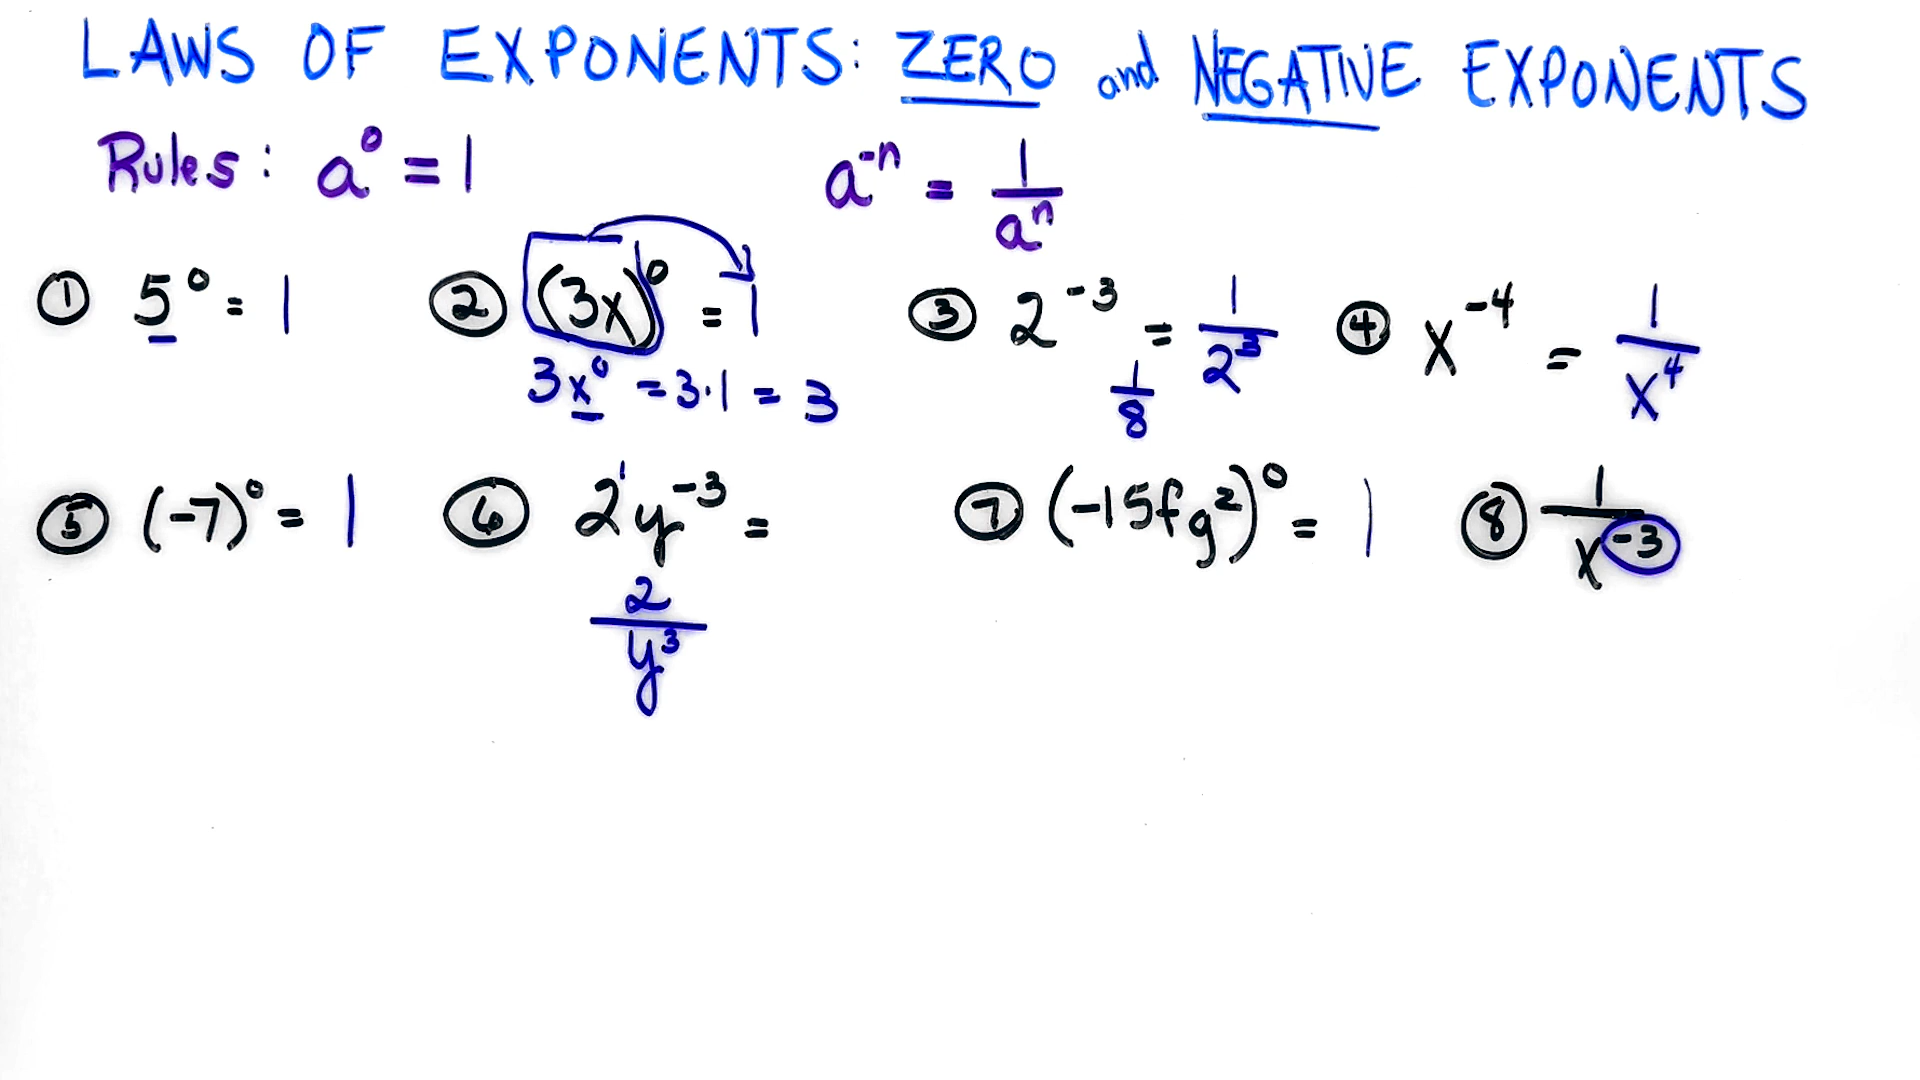 LAWS OF EXPONENTS: ZERO and NEGATIVE EXPONENTS
Rules: a⁰ = 1    a⁻ⁿ = 1/aⁿ
① 5⁰ = 1    ② (3x)⁰ = 1    ③ 2⁻³ = 1/2³    ④ x⁻⁴ = 1/x⁴
3x⁰ = 3·1 = 3    1/8
⑤ (-7)⁰ = 1    ⑥ 2¹y⁻³ =    ⑦ (-15fg²)⁰ = 1    ⑧ 1/x⁻³
2/y³